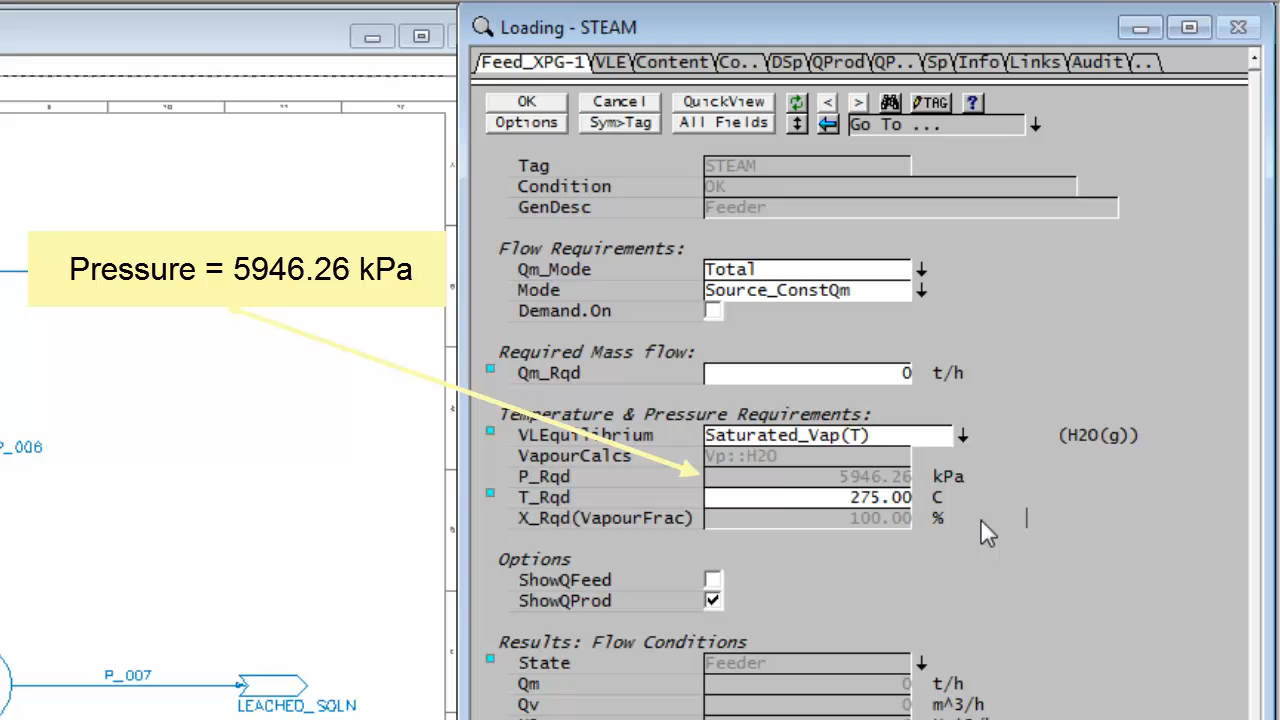 Loading - STEAM
Feed_XPG-1 VLE Content Co.. DSp QProd QP.. Sp Info Links Audit ..
OK Cancel QuickView < > TAG ?
Options Sym>Tag All Fields Go To ...
Tag STEAM
Condition OK
GenDesc Feeder
Flow Requirements:
Qm_Mode Total
Mode Source_ConstQm
Demand.On
Required Mass flow:
Qm_Rqd 0 t/h
Temperature & Pressure Requirements:
VLEquilibrium Saturated_Vap(T) (H2O(g))
VapourCalcs Vp::H2O
P_Rqd 5946.26 kPa
T_Rqd 275.00 C
X_Rqd(VapourFrac) 100.00 %
Options
ShowQFeed
ShowQProd
Results: Flow Conditions
State Feeder
Qm 0 t/h
Qv 0 m^3/h
Pressure = 5946.26 kPa
P_006
P_007
LEACHED_SOLN